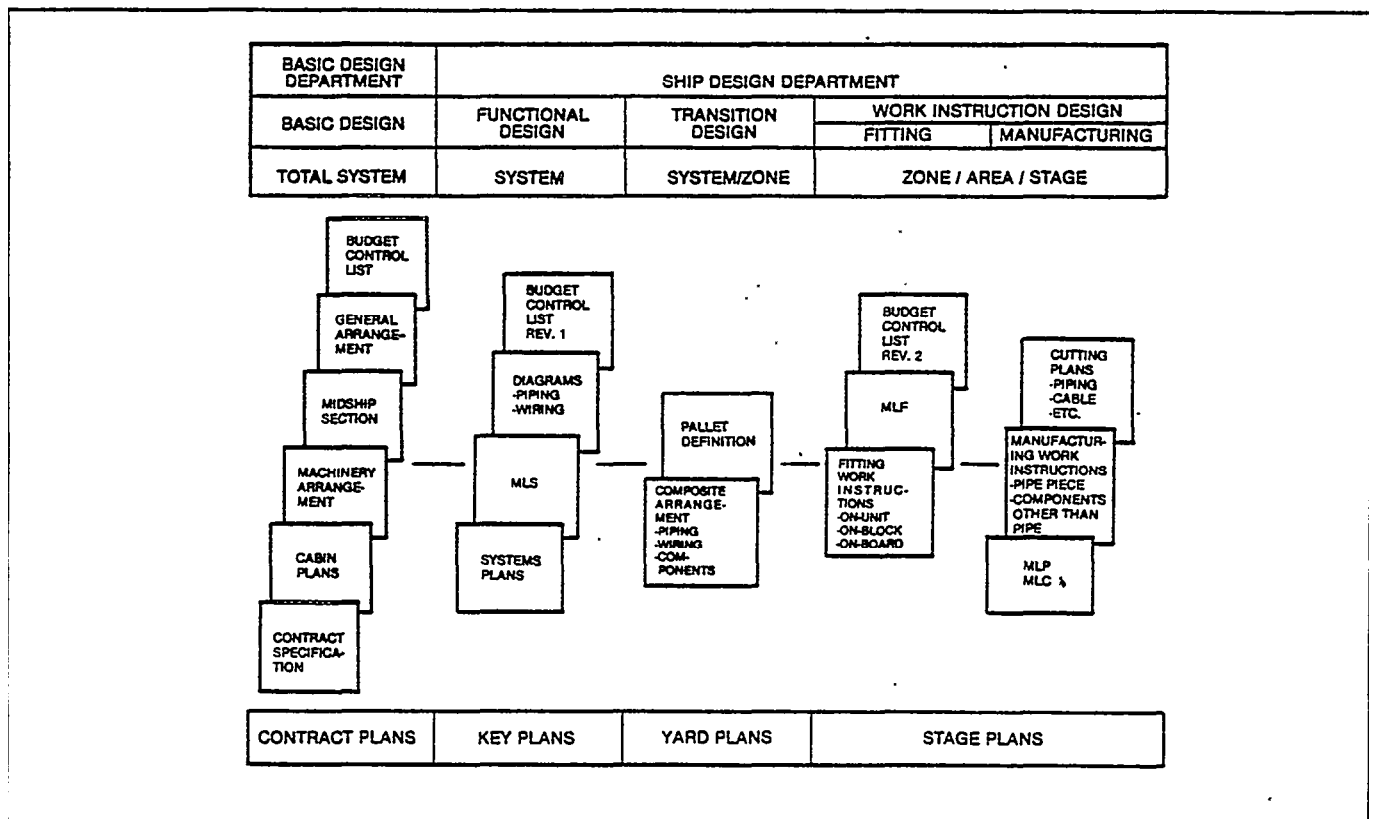 BASIC DESIGN
DEPARTMENT
SHIP DESIGN DEPARTMENT
BASIC DESIGN
FUNCTIONAL
DESIGN
TRANSITION
DESIGN
WORK INSTRUCTION DESIGN
FITTING
MANUFACTURING
TOTAL SYSTEM
SYSTEM
SYSTEM/ZONE
ZONE / AREA / STAGE
BUDGET
CONTROL
LIST
GENERAL
ARRANGE-
MENT
MIDSHIP
SECTION
MACHINERY
ARRANGE-
MENT
CABIN
PLANS
CONTRACT
SPECIFICA-
TION
BUDGET
CONTROL
LIST
REV. 1
DIAGRAMS
-PIPING
-WIRING
MLS
SYSTEMS
PLANS
PALLET
DEFINITION
COMPOSITE
ARRANGE-
MENT
-PIPING
-WIRING
-COM-
PONENTS
BUDGET
CONTROL
LIST
REV. 2
MLF
FITTING
WORK
INSTRUC-
TIONS
-ON-UNIT
-ON-BLOCK
-ON-BOARD
CUTTING
PLANS
-PIPING
-CABLE
-ETC.
MANUFACTUR-
ING WORK
INSTRUCTIONS
-PIPE PIECE
-COMPONENTS
OTHER THAN
PIPE
MLP
MLC
CONTRACT PLANS
KEY PLANS
YARD PLANS
STAGE PLANS